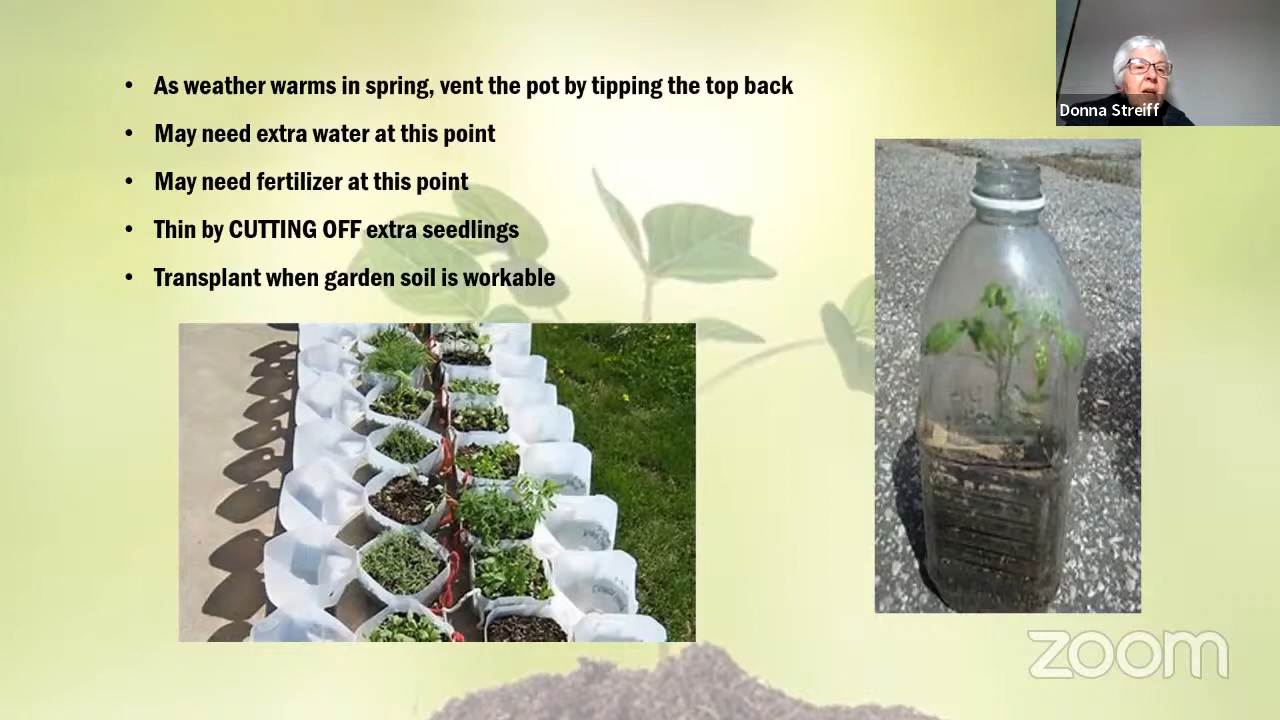 • As weather warms in spring, vent the pot by tipping the top back
• May need extra water at this point
• May need fertilizer at this point
• Thin by CUTTING OFF extra seedlings
• Transplant when garden soil is workable
Donna Streiff
zoom